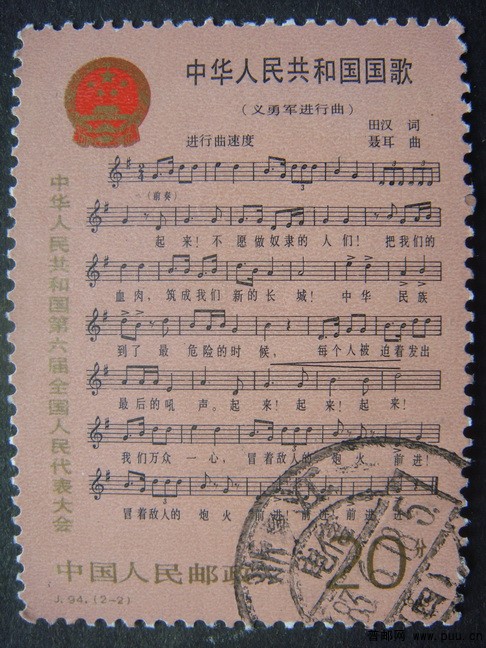 中华人民共和国国歌
(义勇军进行曲)
田汉 词
进行曲速度 聂耳 曲
(前奏)
起来!不愿做奴隶的人们!把我们的
血肉,筑成我们新的长城!中华民族
到了最危险的时候,每个人被迫着发出
最后的吼声。起来!起来!起来!
我们万众一心,冒着敌人的炮火前进!
冒着敌人的炮火前进!前进!前进!进!
中华人民共和国第六届全国人民代表大会
中国人民邮政
20分
J.94.(2-2)
电信
普邮网 www.puu.cn